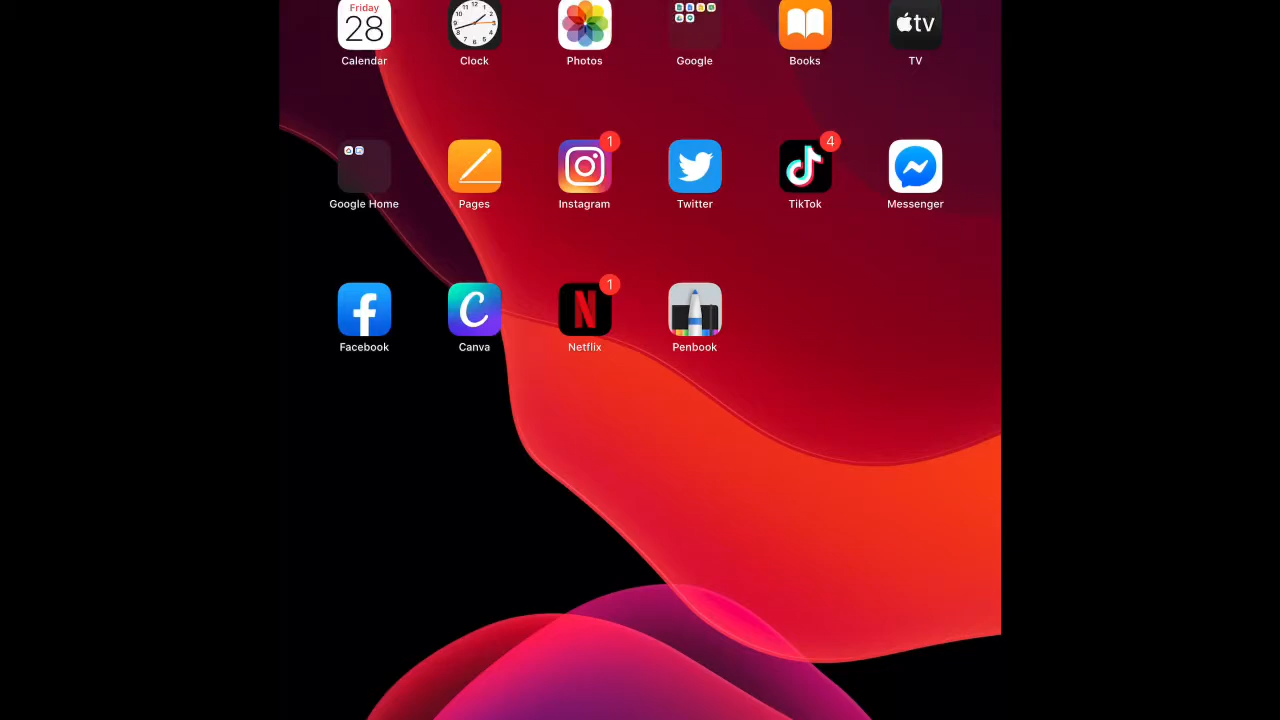 Friday
28
12
Calendar
Clock
Photos
Google
tv
Books
TV
1
4
Google Home
Pages
Instagram
Twitter
TikTok
Messenger
1
Facebook
Canva
Netflix
Penbook